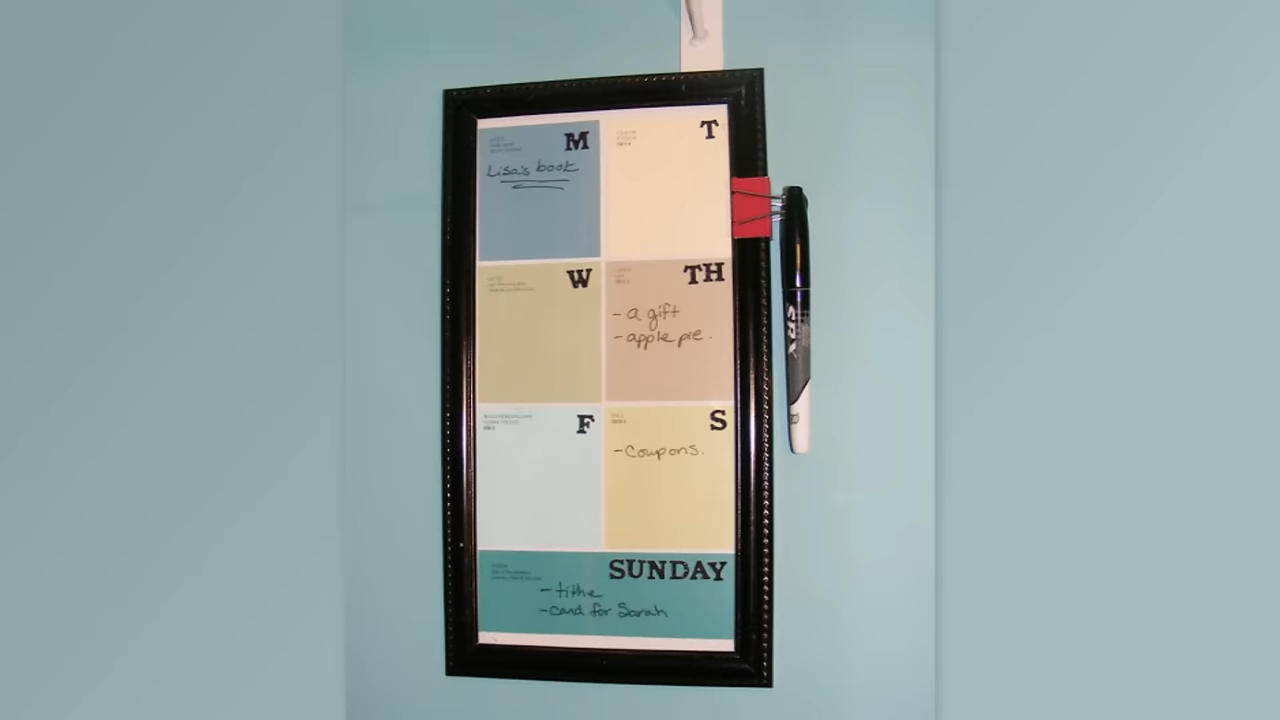 M
Lisa's book
T
W
TH
- a gift
- apple pie.
F
S
- Coupons.
SUNDAY
- tithe
- card for Sarah